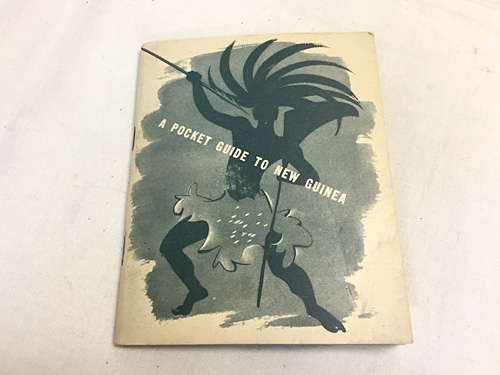 A POCKET GUIDE TO NEW GUINEA